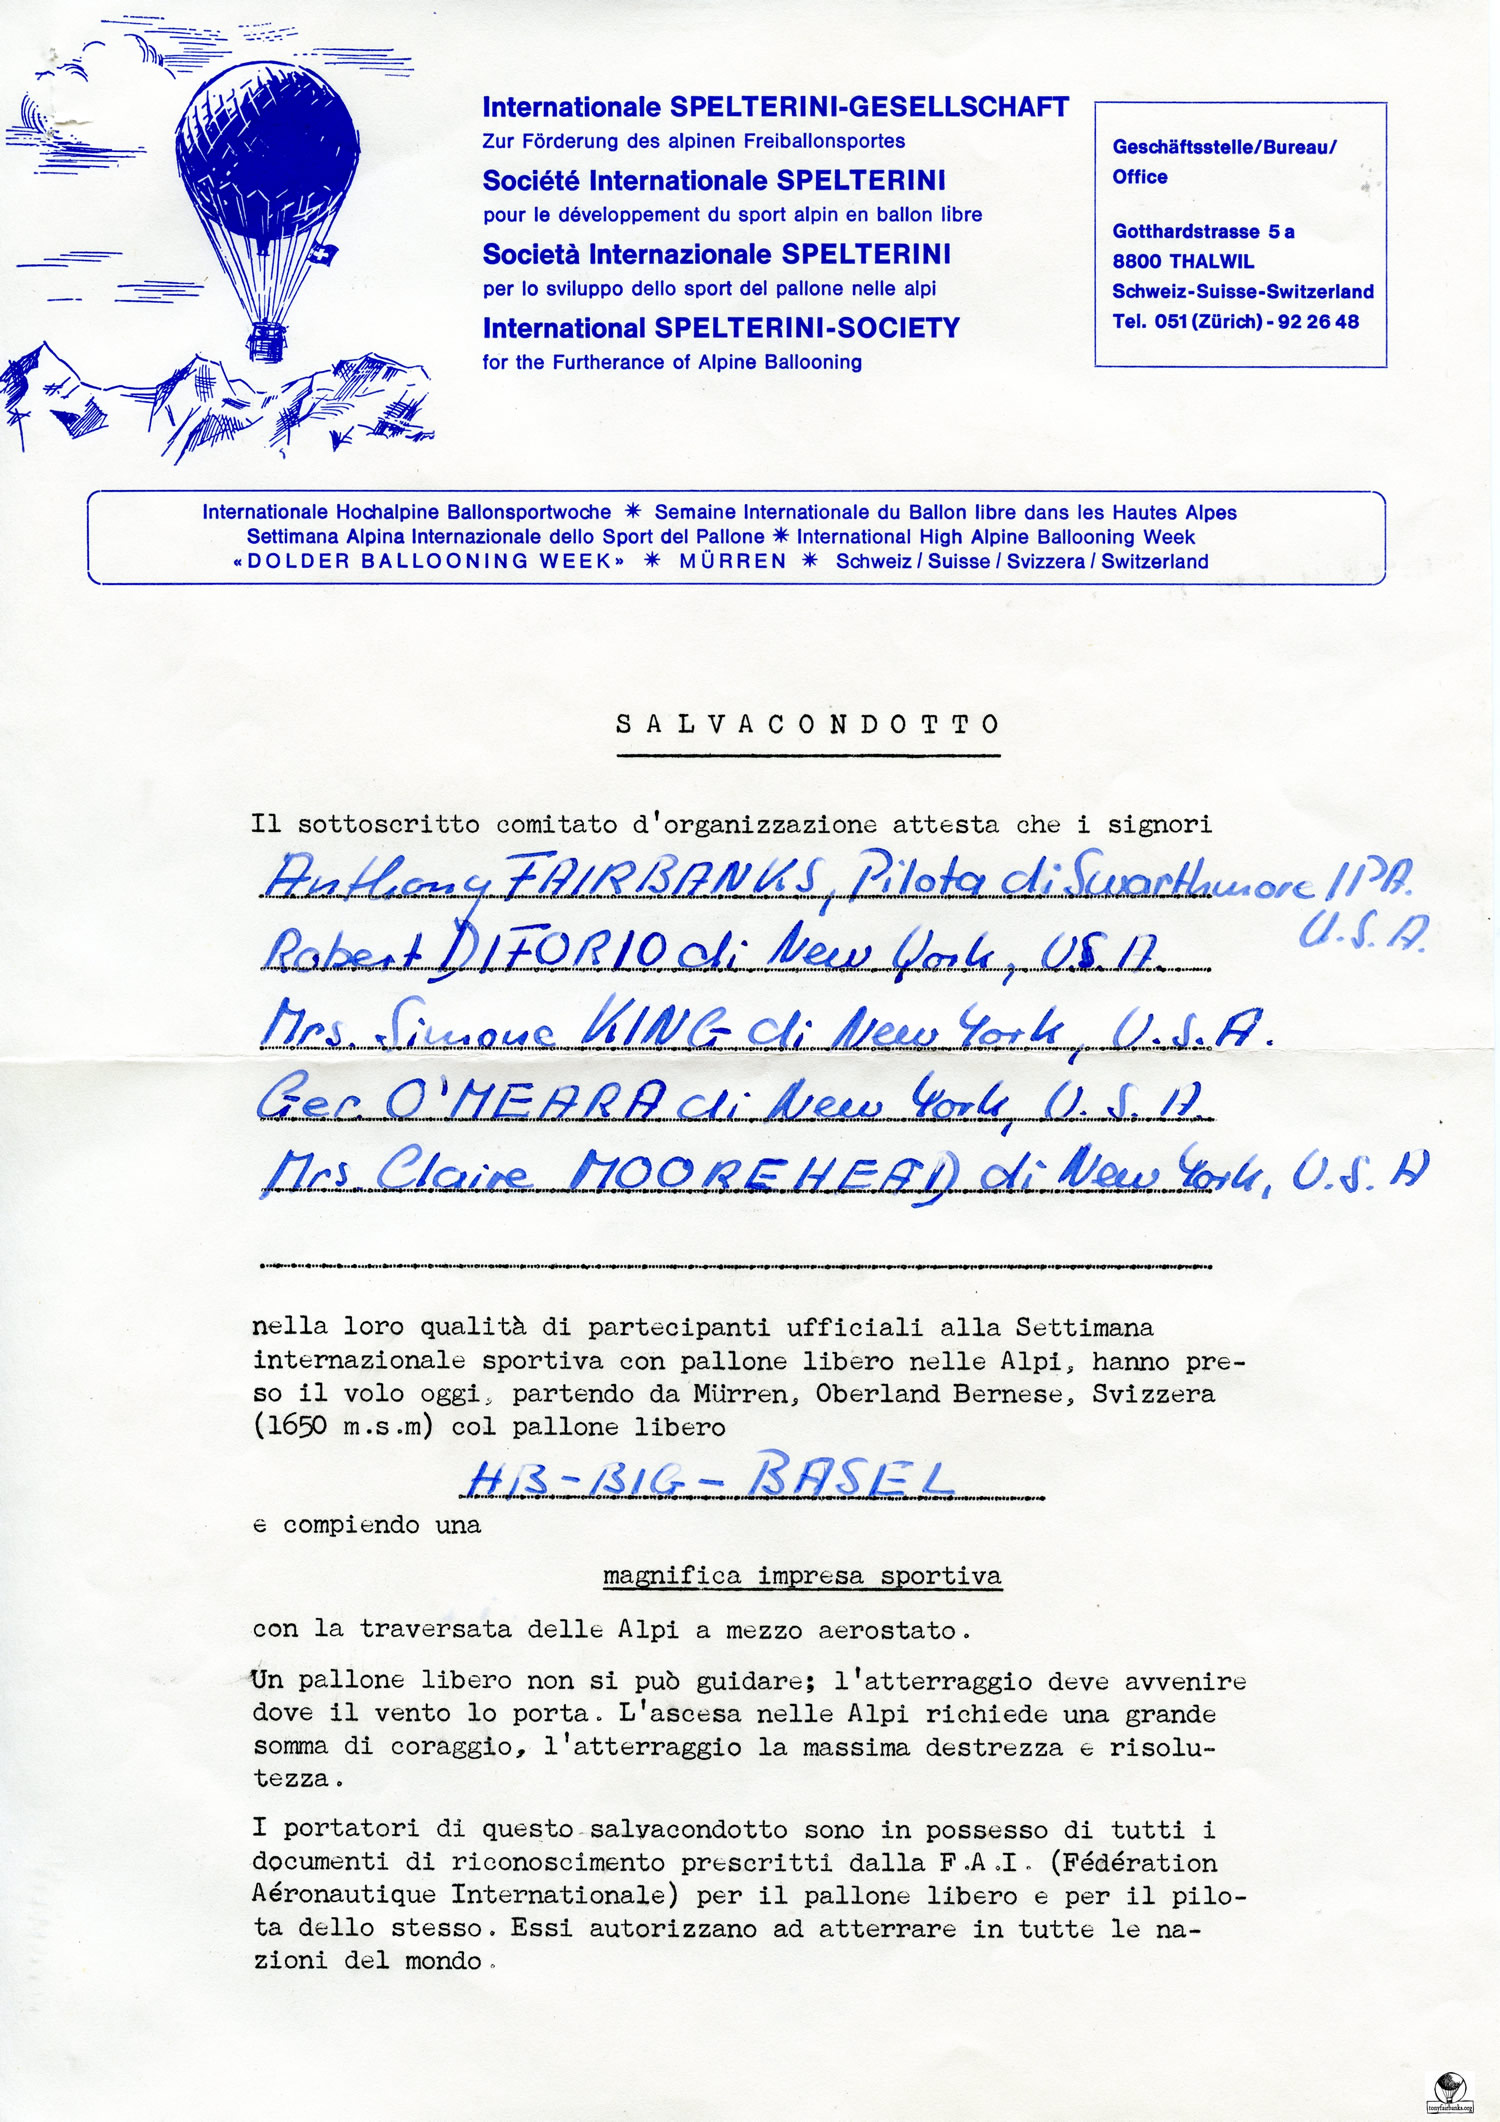 Internationale SPELTERINI-GESELLSCHAFT
Zur Förderung des alpinen Freiballonsportes
Société Internationale SPELTERINI
pour le développement du sport alpin en ballon libre
Società Internazionale SPELTERINI
per lo sviluppo dello sport del pallone nelle alpi
International SPELTERINI-SOCIETY
for the Furtherance of Alpine Ballooning
Geschäftsstelle/Bureau/
Office
Gotthardstrasse 5 a
8800 THALWIL
Schweiz-Suisse-Switzerland
Tel. 051 (Zürich) - 92 26 48
Internationale Hochalpine Ballonsportwoche ✷ Semaine Internationale du Ballon libre dans les Hautes Alpes
Settimana Alpina Internazionale dello Sport del Pallone ✷ International High Alpine Ballooning Week
«DOLDER BALLOONING WEEK» ✷ MÜRREN ✷ Schweiz / Suisse / Svizzera / Switzerland
SALVACONDOTTO
Il sottoscritto comitato d'organizzazione attesta che i signori
Anthony FAIRBANKS, Pilota di Swarthmore / PA.
U.S.A.
Robert DIFORIO di New York, U.S.A.
Mrs. Simone KING di New York, U.S.A.
Ger. O'MEARA di New York, U.S.A.
Mrs. Claire MOOREHEAD di New York, U.S.A
nella loro qualità di partecipanti ufficiali alla Settimana
internazionale sportiva con pallone libero nelle Alpi, hanno pre-
so il volo oggi, partendo da Mürren, Oberland Bernese, Svizzera
(1650 m.s.m) col pallone libero
HB-BIG - BASEL
e compiendo una
magnifica impresa sportiva
con la traversata delle Alpi a mezzo aerostato.
Un pallone libero non si può guidare; l'atterraggio deve avvenire
dove il vento lo porta. L'ascesa nelle Alpi richiede una grande
somma di coraggio, l'atterraggio la massima destrezza e risolu-
tezza.
I portatori di questo salvacondotto sono in possesso di tutti i
documenti di riconoscimento prescritti dalla F.A.I. (Fédération
Aéronautique Internationale) per il pallone libero e per il pilo-
ta dello stesso. Essi autorizzano ad atterrare in tutte le na-
zioni del mondo.
tonyfairbanks.org